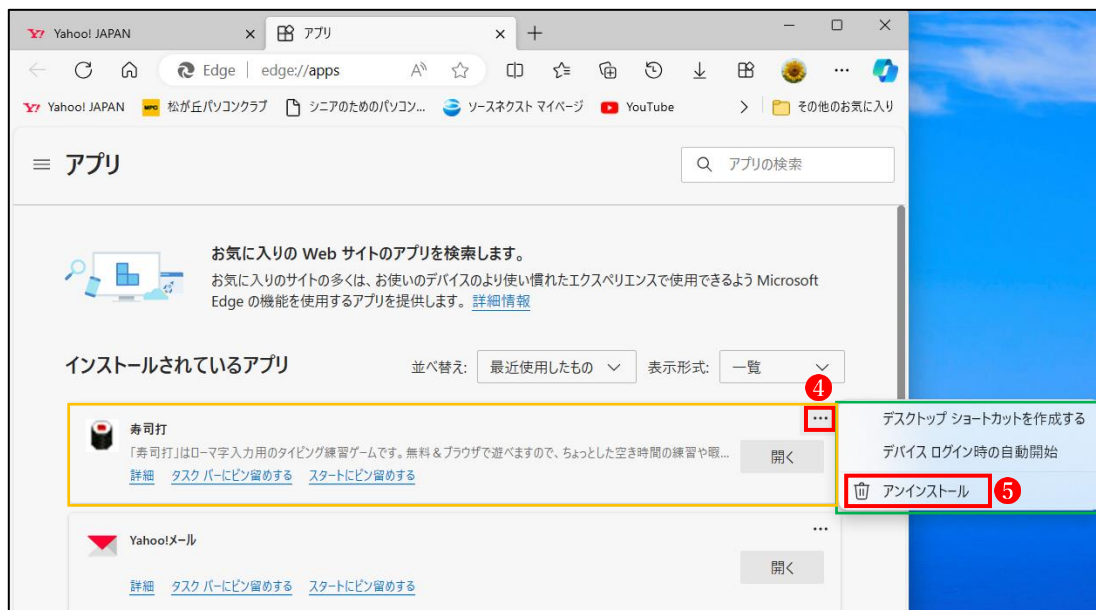 Yahoo! JAPAN
アプリ
Edge
edge://apps
Yahoo! JAPAN
松が丘パソコンクラブ
シニアのためのパソコン...
ソースネクスト マイページ
YouTube
その他のお気に入り
アプリ
アプリの検索
お気に入りの Web サイトのアプリを検索します。
お気に入りのサイトの多くは、お使いのデバイスのより使い慣れたエクスペリエンスで使用できるよう Microsoft
Edge の機能を使用するアプリを提供します。 詳細情報
インストールされているアプリ
並べ替え:
最近使用したもの
表示形式:
一覧
4
寿司打
「寿司打」はローマ字入力用のタイピング練習ゲームです。無料＆ブラウザで遊べますので、ちょっとした空き時間の練習や暇...
詳細 タスク バーにピン留めする スタートにピン留めする
開く
デスクトップ ショートカットを作成する
デバイス ログイン時の自動開始
アンインストール
5
Yahoo!メール
詳細 タスク バーにピン留めする スタートにピン留めする
開く